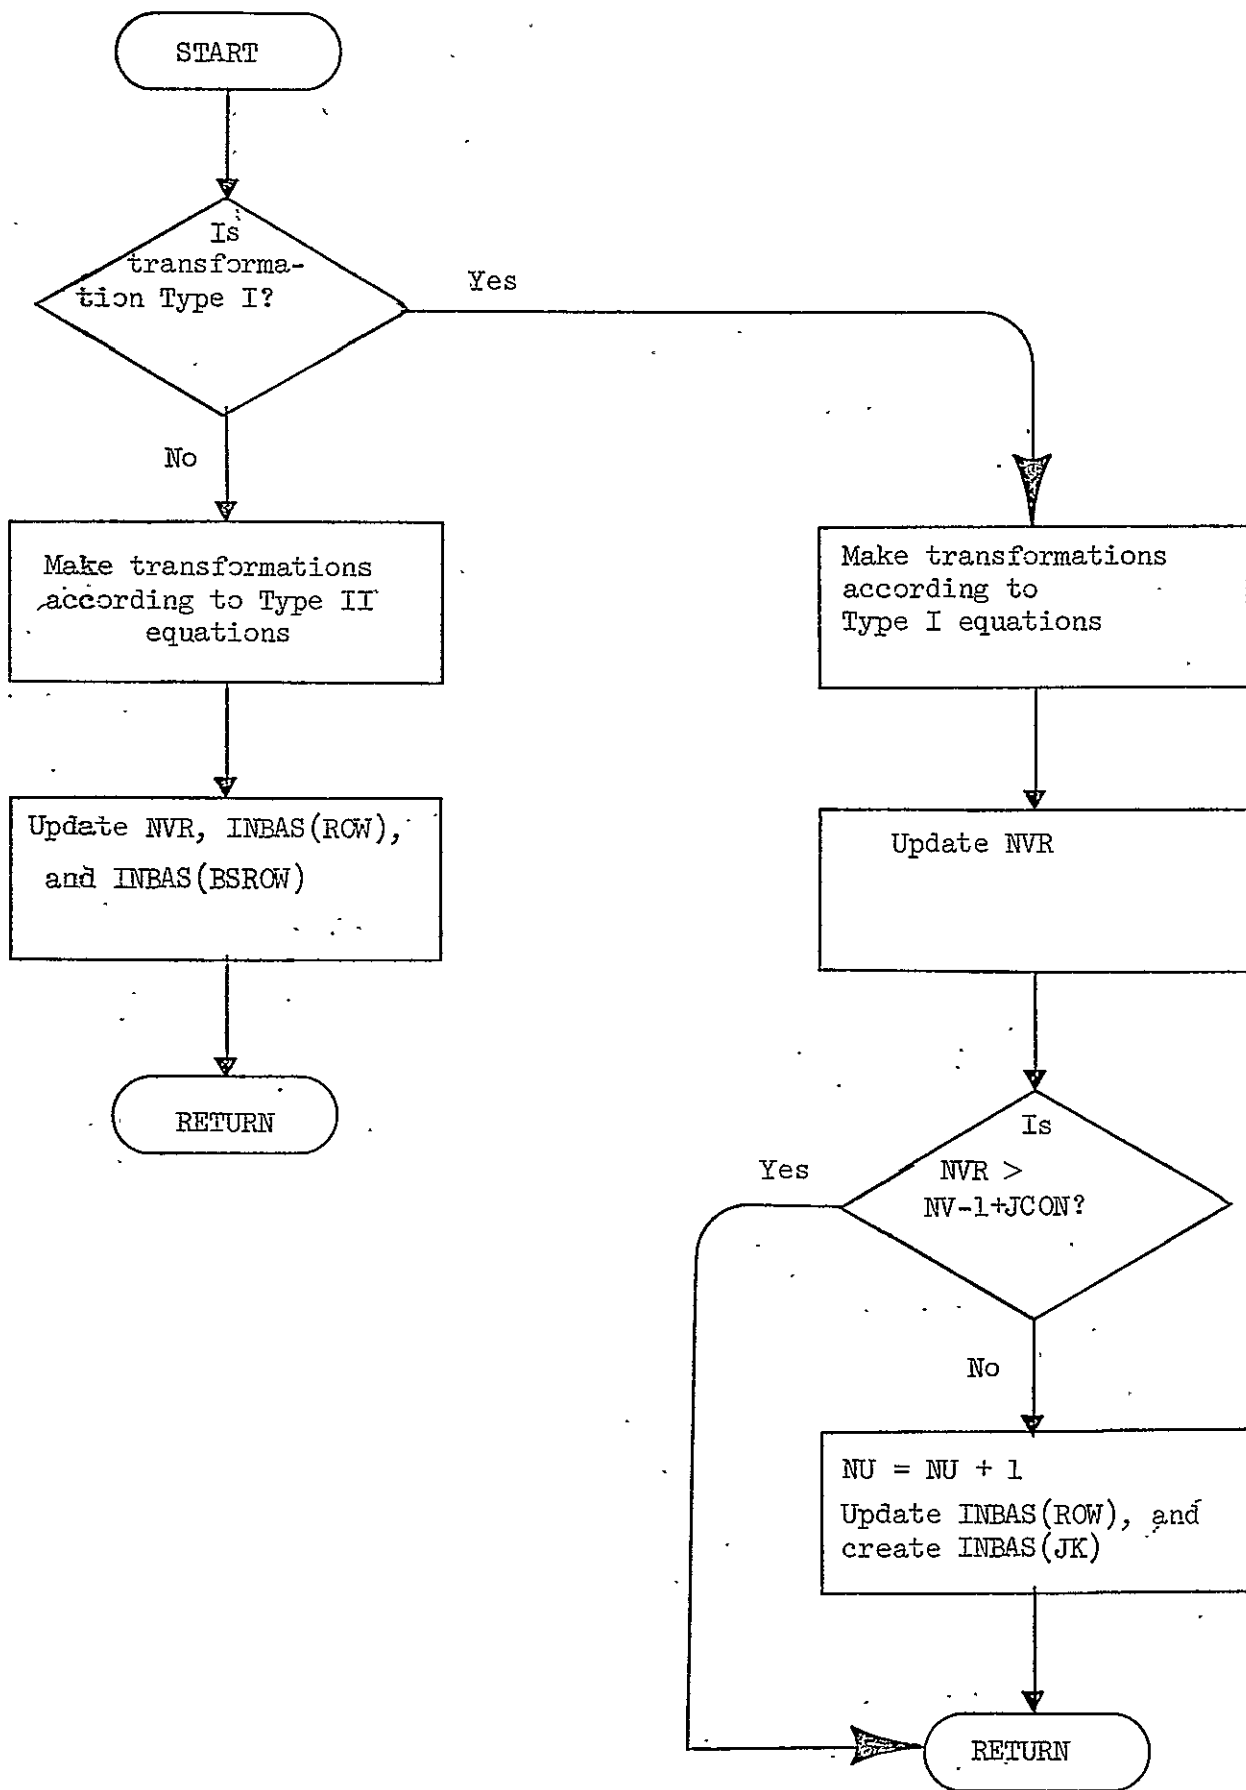 START
Is
transforma-
tion Type I?
Yes
No
Make transformations
according to Type II
equations
Update NVR, INBAS(ROW),
and INBAS(BSROW)
RETURN
Make transformations
according to
Type I equations
Update NVR
Is
NVR >
NV-1+JCON?
Yes
No
NU = NU + 1
Update INBAS(ROW), and
create INBAS(JK)
RETURN